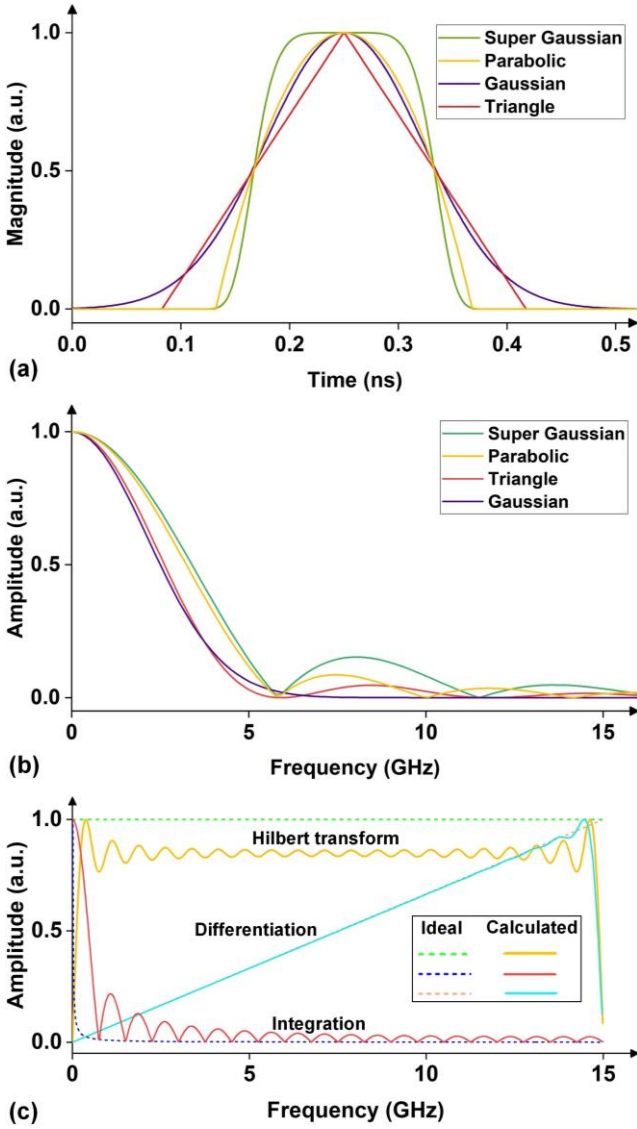 Magnitude (a.u.)
1.0
0.5
0.0
Super Gaussian
Parabolic
Gaussian
Triangle
0.0 0.1 0.2 0.3 0.4 0.5
Time (ns)
(a)
Amplitude (a.u.)
1.0
0.5
0.0
Super Gaussian
Parabolic
Triangle
Gaussian
0 5 10 15
Frequency (GHz)
(b)
Amplitude (a.u.)
1.0
0.5
0.0
Hilbert transform
Differentiation
Ideal Calculated
Integration
0 5 10 15
Frequency (GHz)
(c)